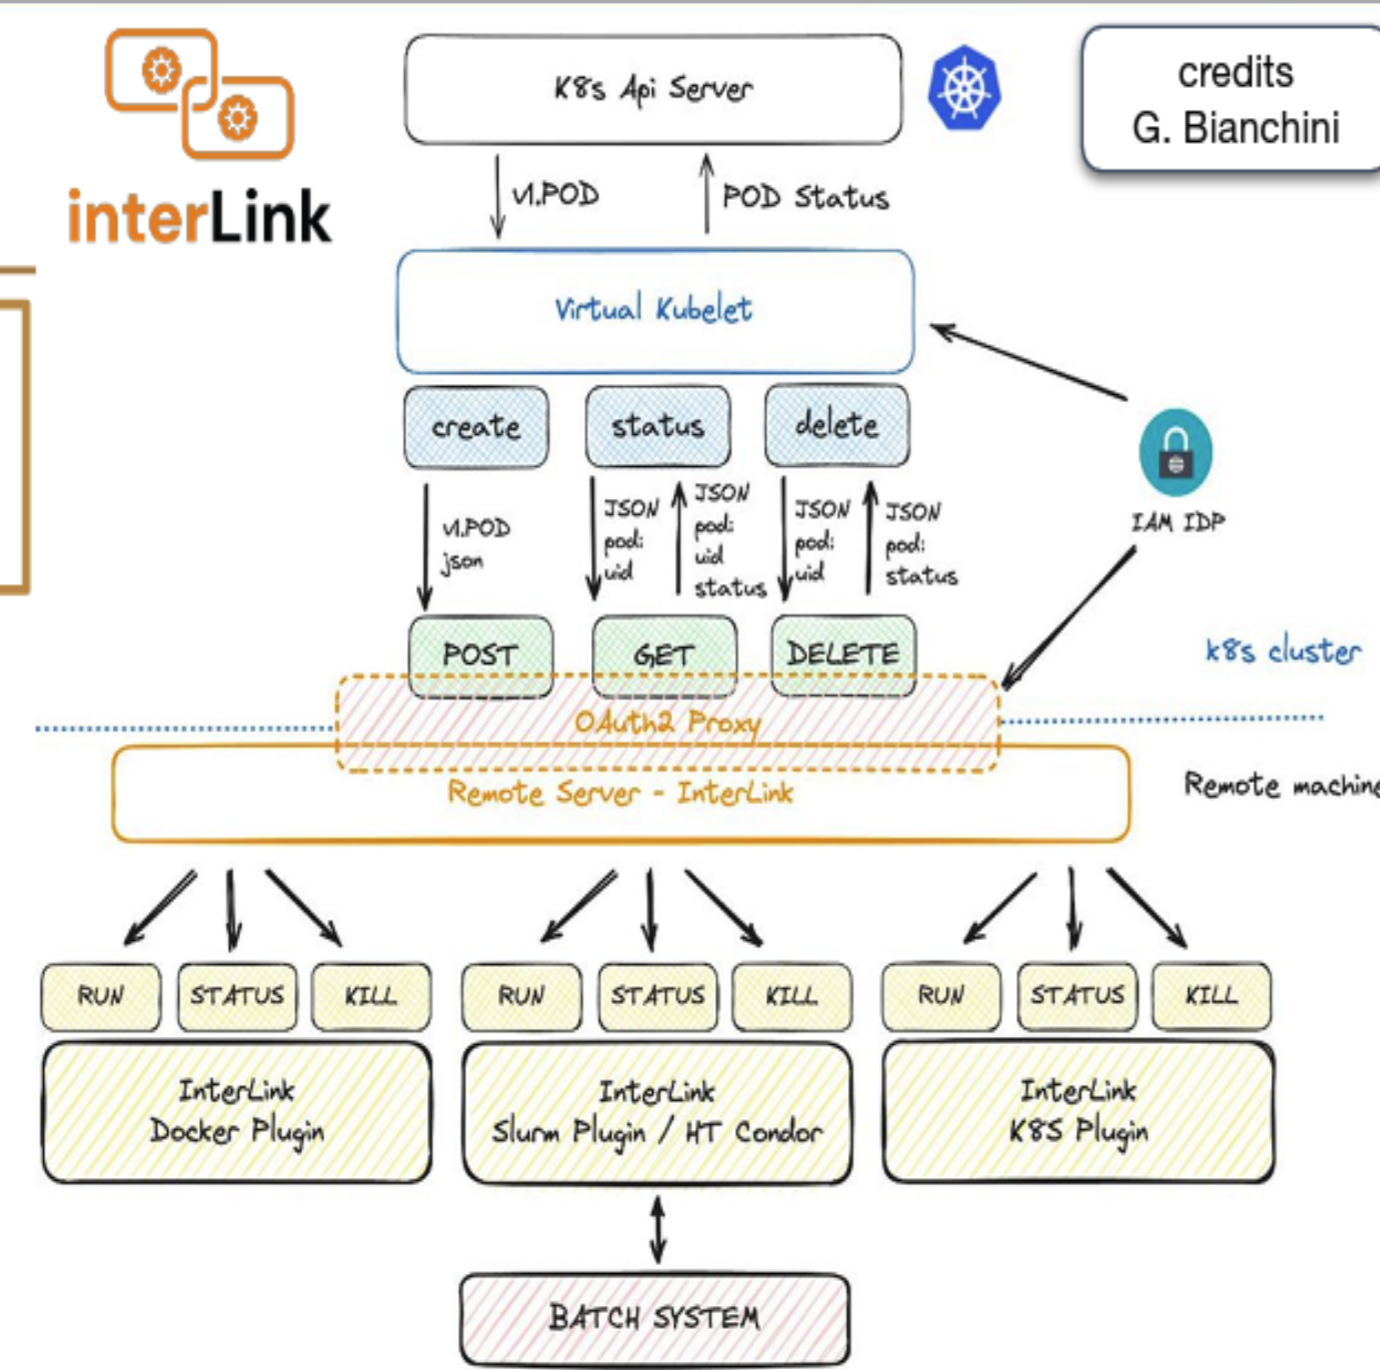 interLink
K8s Api Server
credits
G. Bianchini
v1.POD
POD Status
Virtual Kubelet
create
status
delete
v1.POD
json
JSON
pod:
uid
JSON
pod:
uid
status
JSON
pod:
uid
JSON
pod:
status
IAM IDP
POST
GET
DELETE
k8s cluster
OAuth2 Proxy
Remote Server - InterLink
Remote machine
RUN
STATUS
KILL
RUN
STATUS
KILL
RUN
STATUS
KILL
InterLink
Docker Plugin
InterLink
Slurm Plugin / HT Condor
InterLink
K8S Plugin
BATCH SYSTEM